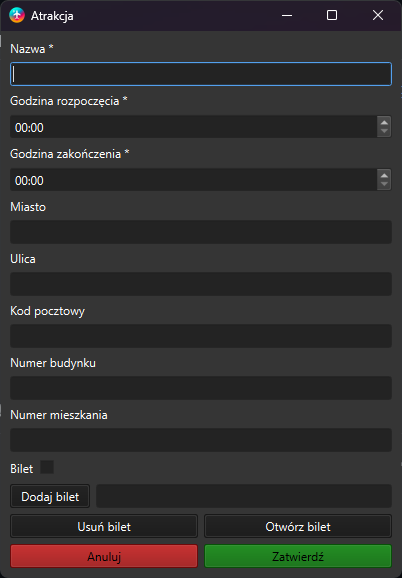 Atrakcja
Nazwa *
Godzina rozpoczęcia *
00:00
Godzina zakończenia *
00:00
Miasto
Ulica
Kod pocztowy
Numer budynku
Numer mieszkania
Bilet
Dodaj bilet
Usuń bilet Otwórz bilet
Anuluj Zatwierdź